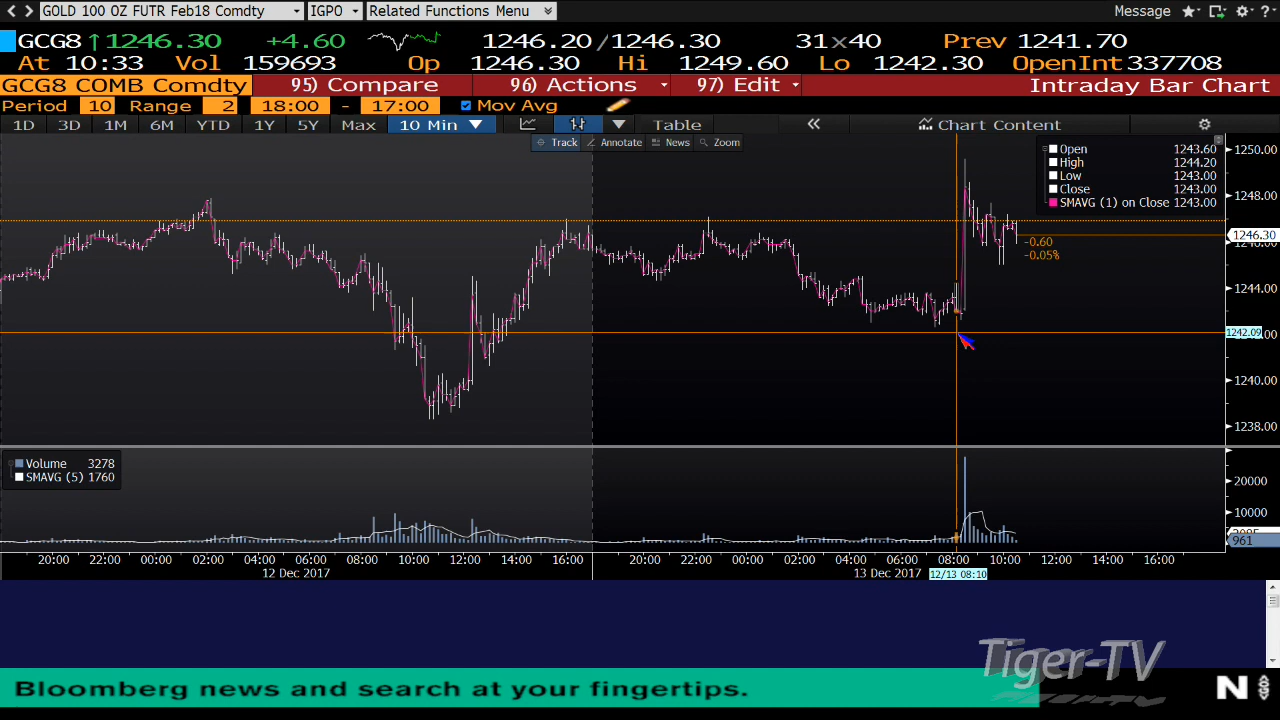 GOLD 100 OZ FUTR Feb18 Comdty IGPO Related Functions Menu Message
GCG8 ↑1246.30 +4.60 1246.20/1246.30 31×40 Prev 1241.70
At 10:33 Vol 159693 Op 1246.30 Hi 1249.60 Lo 1242.30 OpenInt 337708
GCG8 COMB Comdty 95) Compare 96) Actions 97) Edit Intraday Bar Chart
Period 10 Range 2 18:00 - 17:00 Mov Avg
1D 3D 1M 6M YTD 1Y 5Y Max 10 Min Table « Chart Content
Track Annotate News Zoom
Open 1243.60
High 1244.20
Low 1243.00
Close 1243.00
SMAVG (1) on Close 1243.00
1250.00
1248.00
1246.30
1246.00
-0.60
-0.05%
1244.00
1242.09
1240.00
1238.00
Volume 3278
SMAVG (5) 1760
20000
10000
961
20:00 22:00 00:00 02:00 04:00 06:00 08:00 10:00 12:00 14:00 16:00 20:00 22:00 00:00 02:00 04:00 06:00 08:00 10:00 12:00 14:00 16:00
12 Dec 2017 13 Dec 2017 12/13 08:10
Tiger-TV
Bloomberg news and search at your fingertips.
N